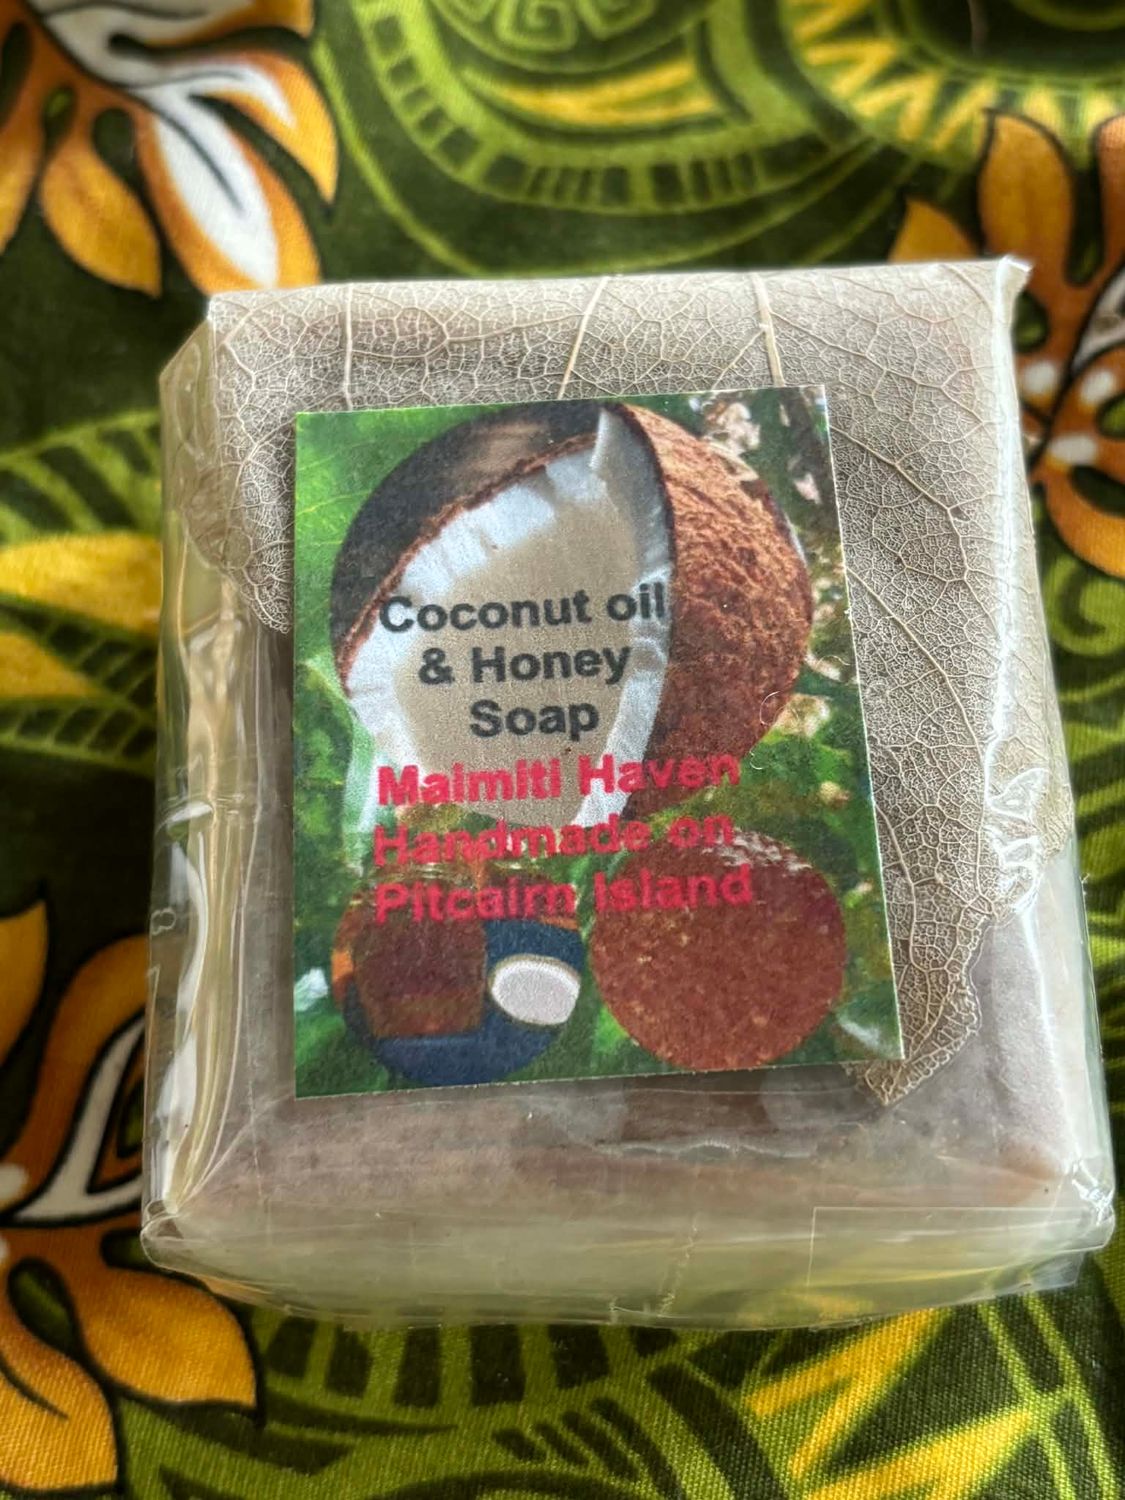 Coconut oil
& Honey
Soap
Maimiti Haven
Handmade on
Pitcairn Island